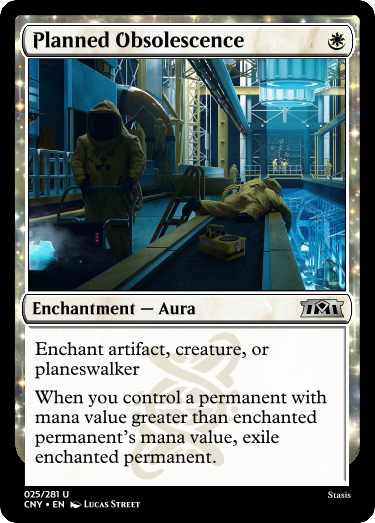 Planned Obsolescence
Enchantment — Aura
Enchant artifact, creature, or
planeswalker
When you control a permanent with
mana value greater than enchanted
permanent's mana value, exile
enchanted permanent.
025/281 U
CNY • EN Lucas Street
Stasis